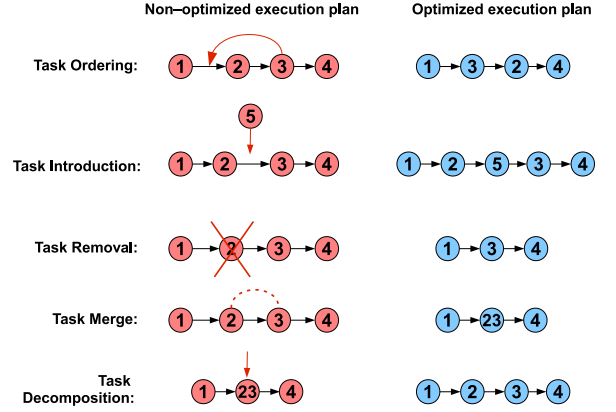 Non–optimized execution plan Optimized execution plan
Task Ordering: 1 2 3 4 1 3 2 4
5
Task Introduction: 1 2 3 4 1 2 5 3 4
Task Removal: 1 2 3 4 1 3 4
Task Merge: 1 2 3 4 1 23 4
Task
Decomposition: 1 23 4 1 2 3 4